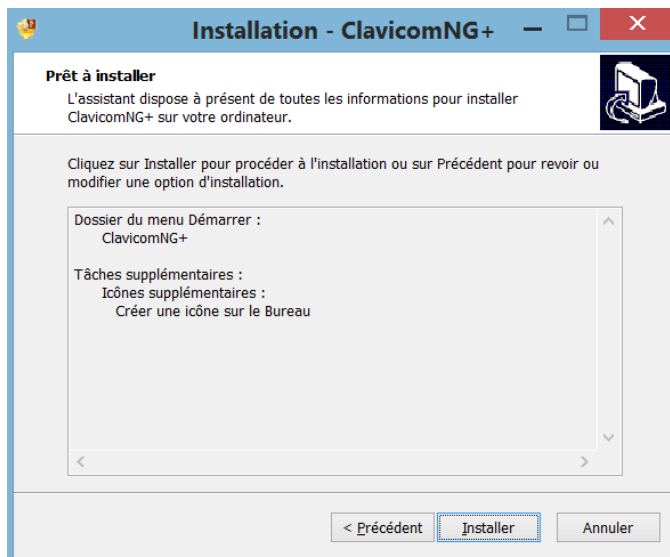 Installation - ClavicomNG+
Prêt à installer
L'assistant dispose à présent de toutes les informations pour installer
ClavicomNG+ sur votre ordinateur.
Cliquez sur Installer pour procéder à l'installation ou sur Précédent pour revoir ou
modifier une option d'installation.
Dossier du menu Démarrer :
ClavicomNG+
Tâches supplémentaires :
Icônes supplémentaires :
Créer une icône sur le Bureau
< Précédent Installer Annuler